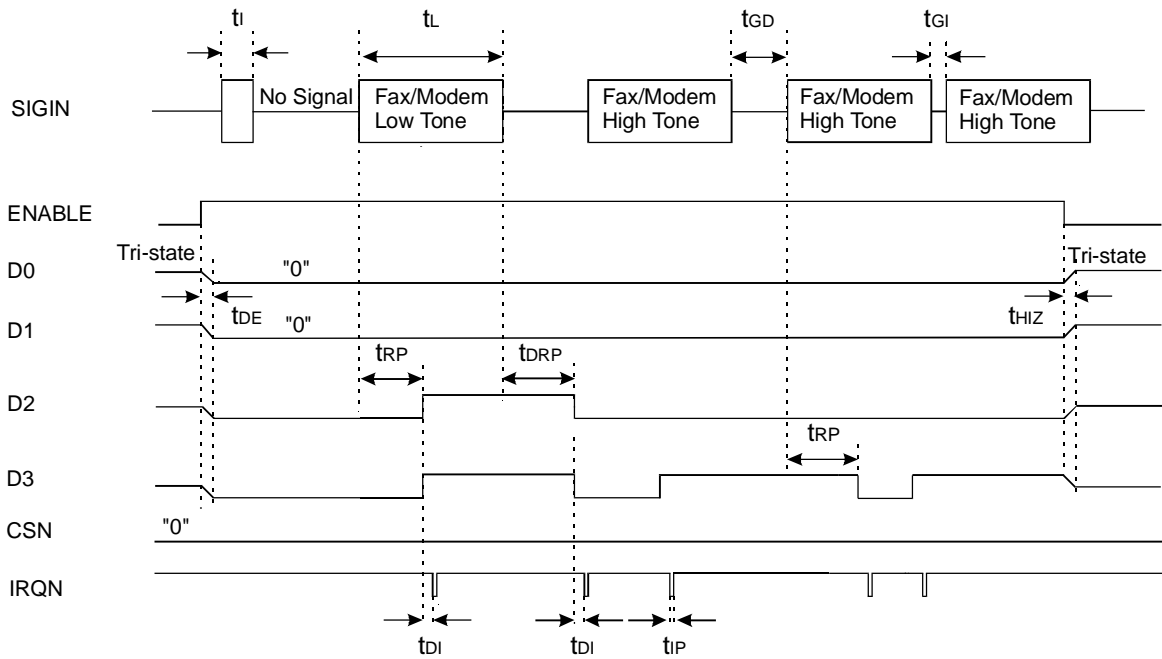 tI
tL
tGD
tGI
SIGIN
No Signal
Fax/Modem
Low Tone
Fax/Modem
High Tone
Fax/Modem
High Tone
Fax/Modem
High Tone
ENABLE
Tri-state
"0"
Tri-state
D0
tDE
"0"
tHIZ
D1
tRP
tDRP
D2
tRP
D3
"0"
CSN
IRQN
tDI
tDI
tIP